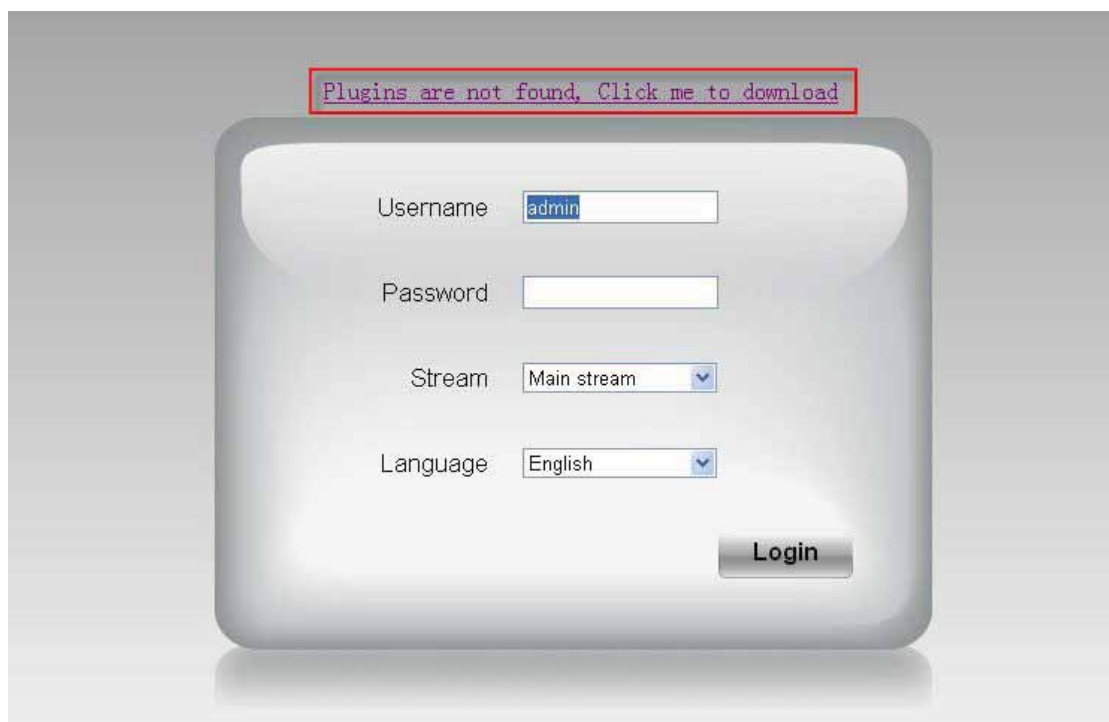 Plugins are not found, Click me to download
Username admin
Password
Stream Main stream
Language English
Login